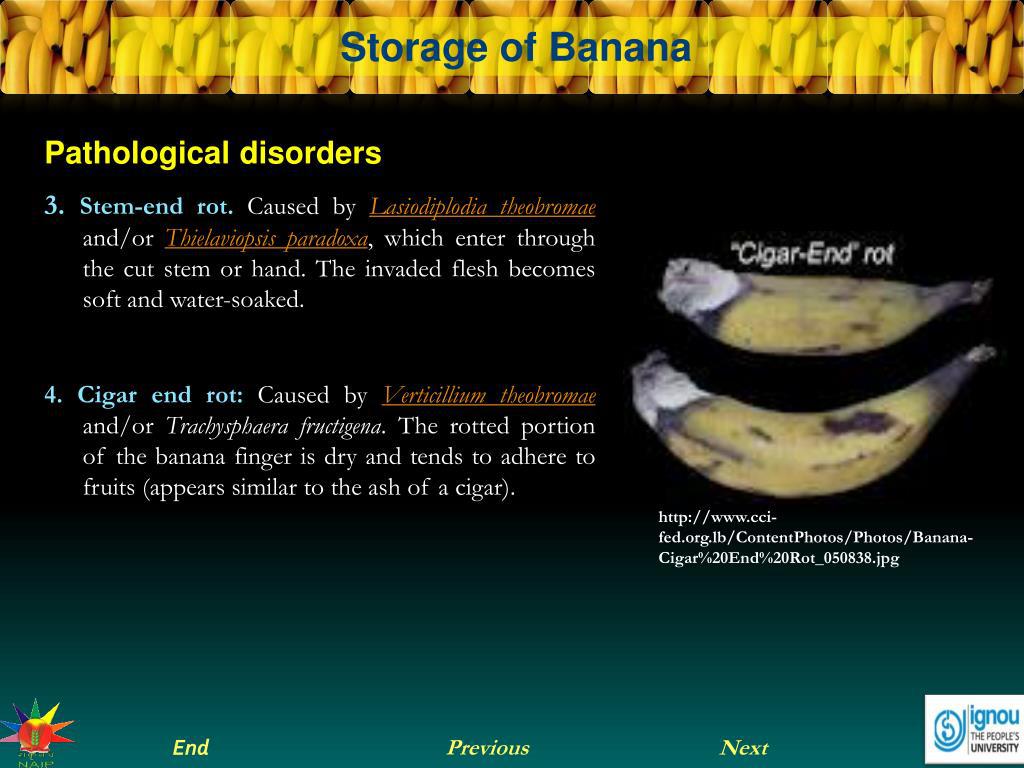 Storage of Banana
Pathological disorders
3. Stem-end rot. Caused by Lasiodiplodia theobromae
and/or Thielaviopsis paradoxa, which enter through
the cut stem or hand. The invaded flesh becomes
soft and water-soaked.
"Cigar-End" rot
4. Cigar end rot: Caused by Verticillium theobromae
and/or Trachysphaera fructigena. The rotted portion
of the banana finger is dry and tends to adhere to
fruits (appears similar to the ash of a cigar).
http://www.cci-
fed.org.lb/ContentPhotos/Photos/Banana-
Cigar%20End%20Rot_050838.jpg
NAIP
End
Previous
Next
ignou
THE PEOPLE'S
UNIVERSITY